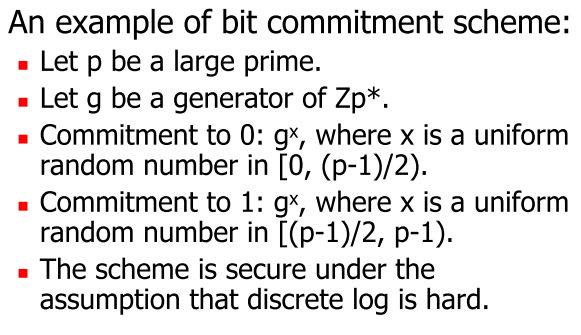 An example of bit commitment scheme:
▪ Let p be a large prime.
▪ Let g be a generator of Zp*.
▪ Commitment to 0: gˣ, where x is a uniform
random number in [0, (p-1)/2).
▪ Commitment to 1: gˣ, where x is a uniform
random number in [(p-1)/2, p-1).
▪ The scheme is secure under the
assumption that discrete log is hard.